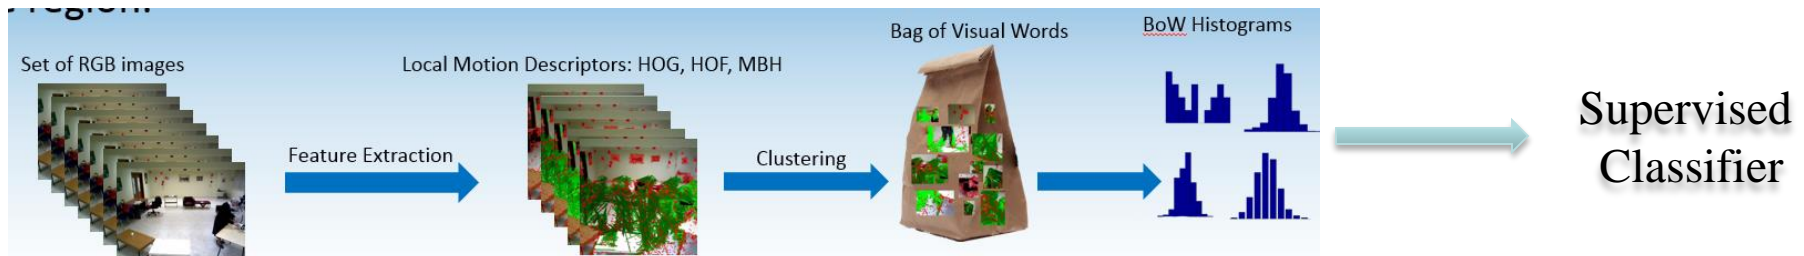 region.
Set of RGB images
Feature Extraction
Local Motion Descriptors: HOG, HOF, MBH
Clustering
Bag of Visual Words
BoW Histograms
Supervised
Classifier